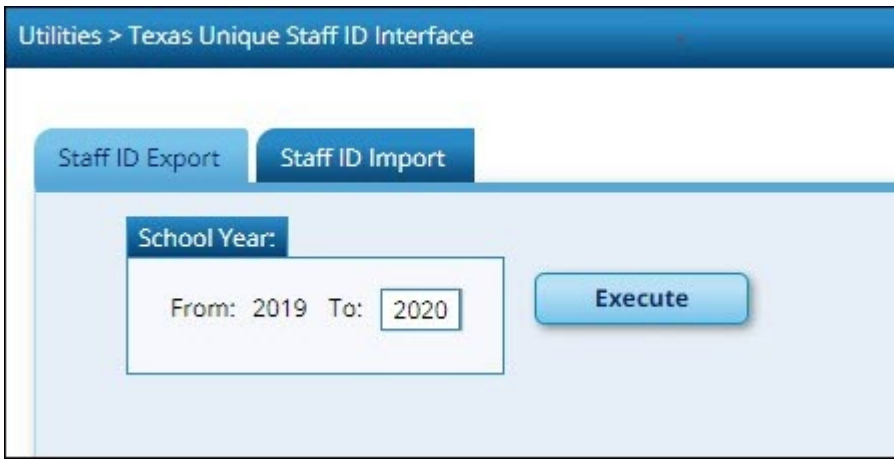 Utilities > Texas Unique Staff ID Interface
Staff ID Export Staff ID Import
School Year:
From: 2019 To: 2020 Execute